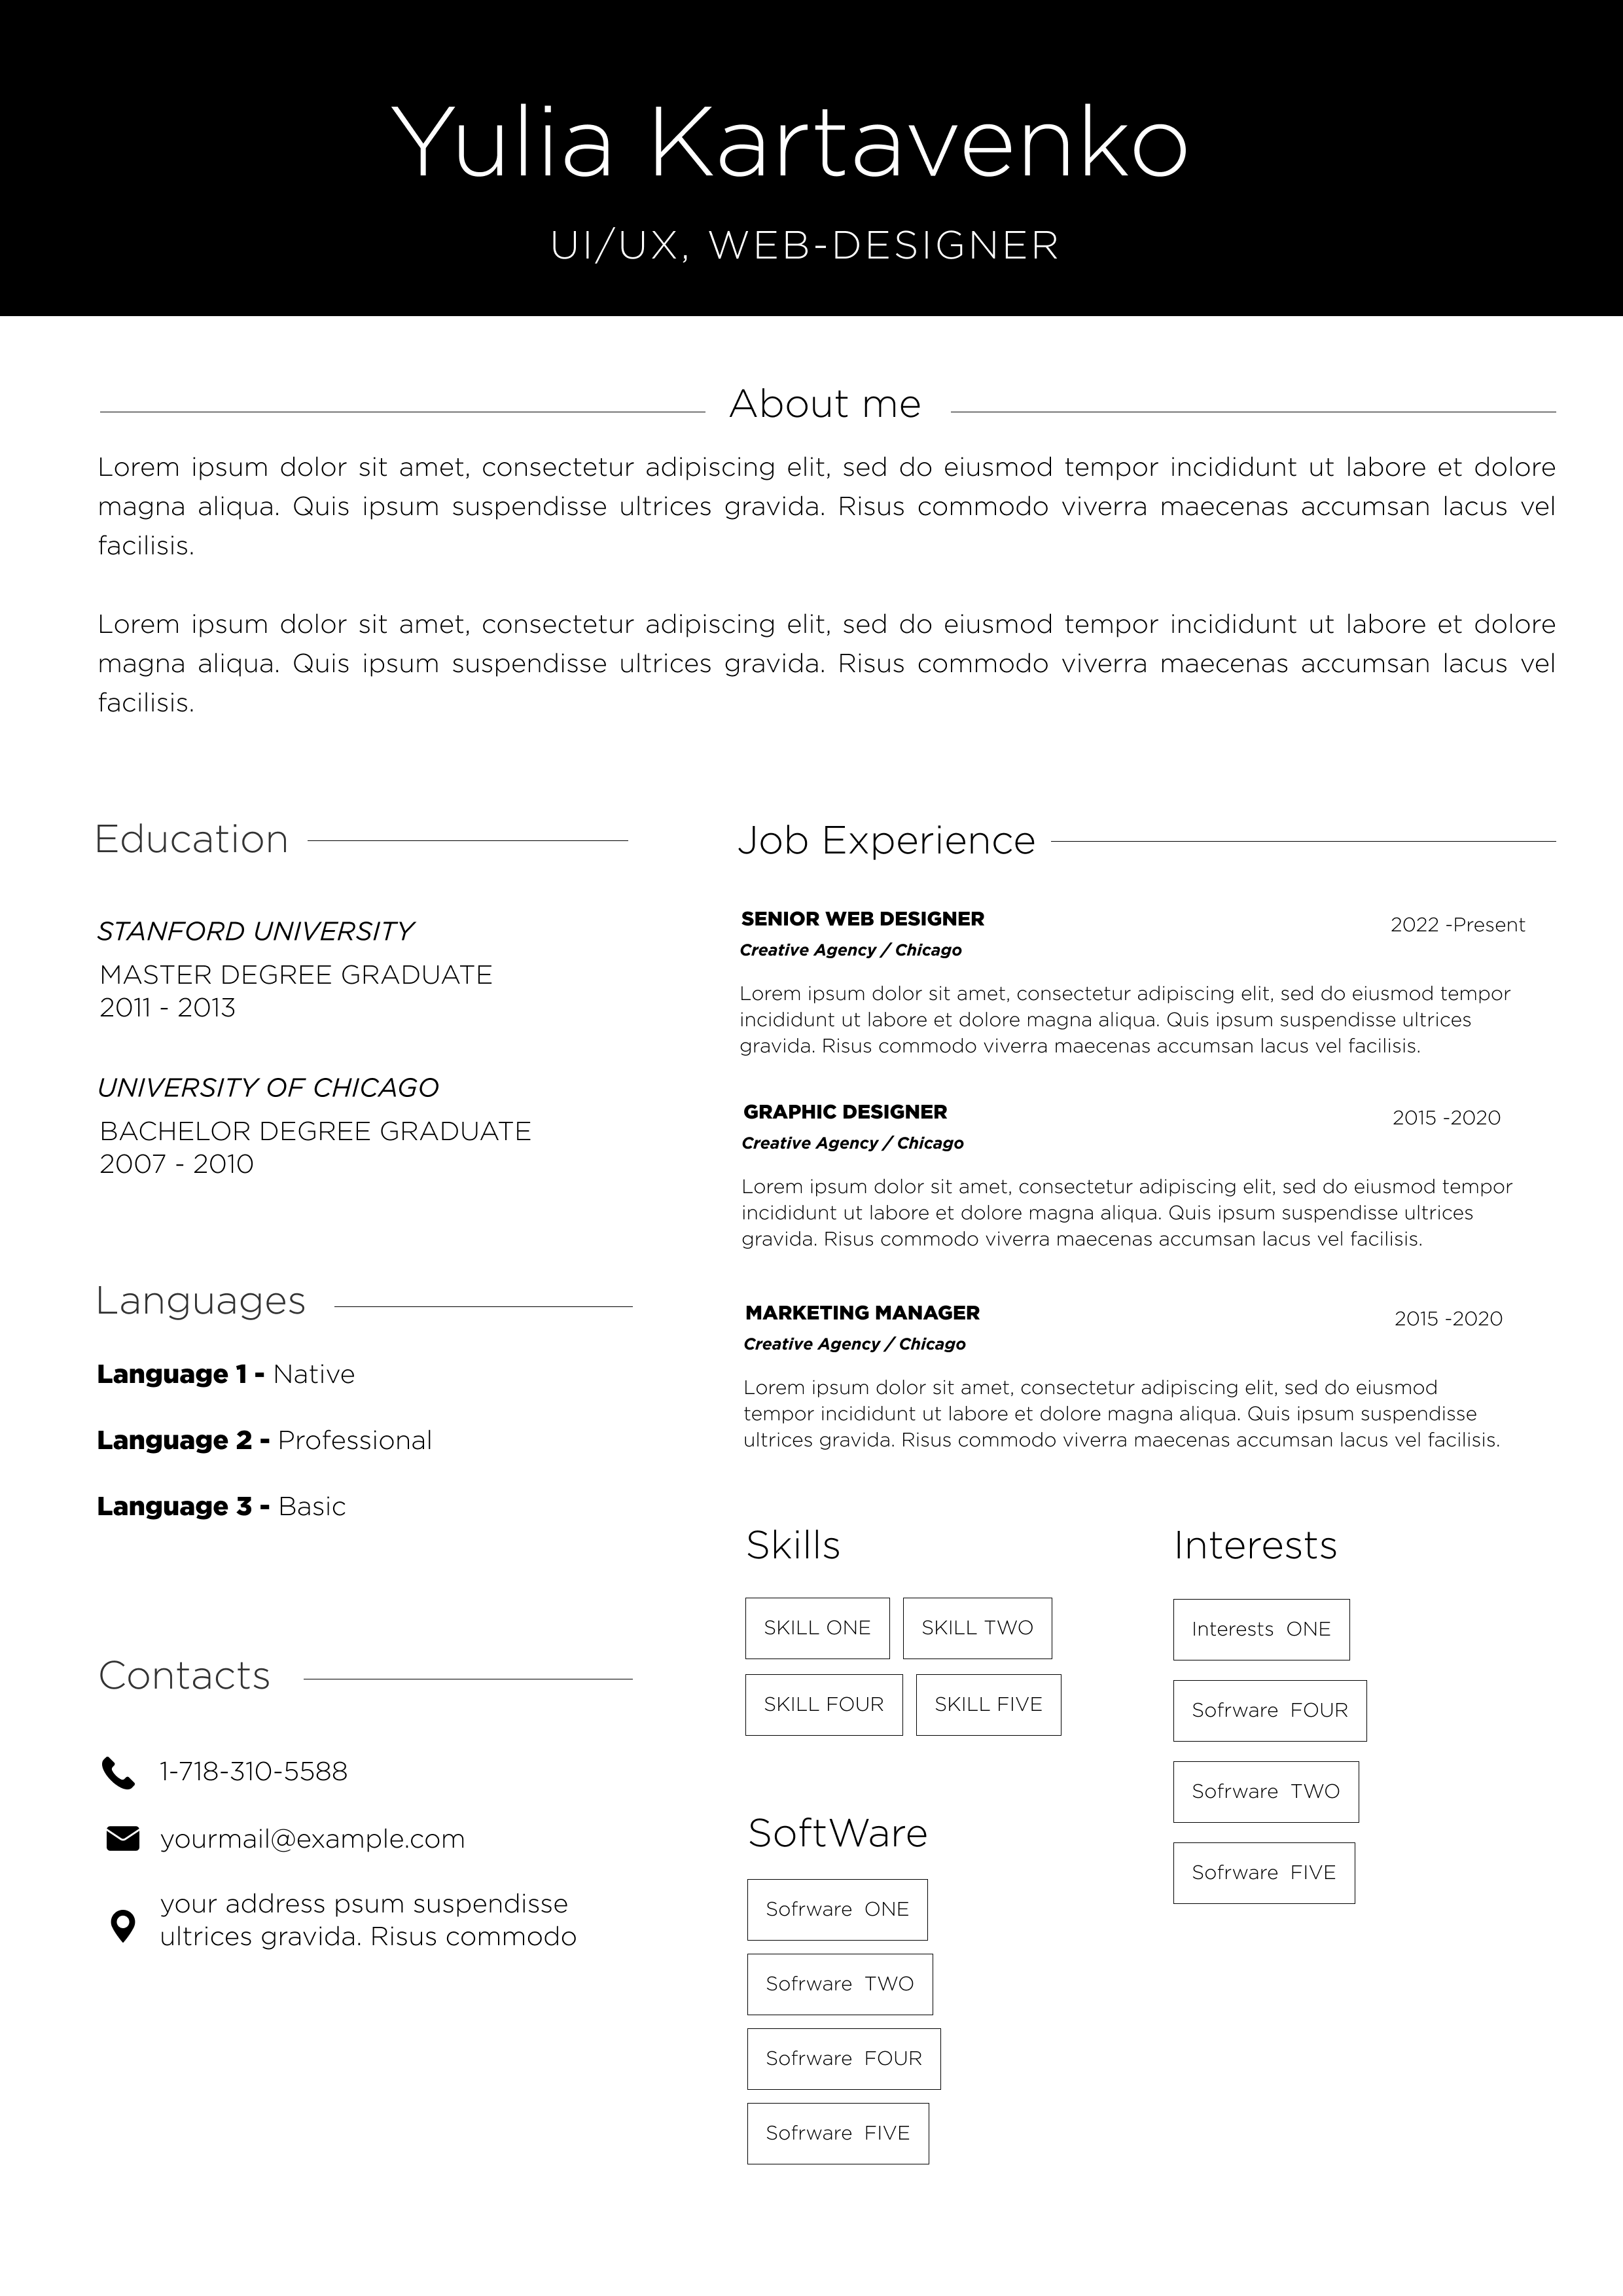 Yulia Kartavenko
UI/UX, WEB-DESIGNER
About me
Lorem ipsum dolor sit amet, consectetur adipiscing elit, sed do eiusmod tempor incididunt ut labore et dolore
magna aliqua. Quis ipsum suspendisse ultrices gravida. Risus commodo viverra maecenas accumsan lacus vel
facilisis.
Lorem ipsum dolor sit amet, consectetur adipiscing elit, sed do eiusmod tempor incididunt ut labore et dolore
magna aliqua. Quis ipsum suspendisse ultrices gravida. Risus commodo viverra maecenas accumsan lacus vel
facilisis.
Education
STANFORD UNIVERSITY
MASTER DEGREE GRADUATE
2011 - 2013
UNIVERSITY OF CHICAGO
BACHELOR DEGREE GRADUATE
2007 - 2010
Languages
Language 1 - Native
Language 2 - Professional
Language 3 - Basic
Contacts
1-718-310-5588
yourmail@example.com
your address psum suspendisse
ultrices gravida. Risus commodo
Job Experience
SENIOR WEB DESIGNER
2022 -Present
Creative Agency / Chicago
Lorem ipsum dolor sit amet, consectetur adipiscing elit, sed do eiusmod tempor
incididunt ut labore et dolore magna aliqua. Quis ipsum suspendisse ultrices
gravida. Risus commodo viverra maecenas accumsan lacus vel facilisis.
GRAPHIC DESIGNER
2015 -2020
Creative Agency / Chicago
Lorem ipsum dolor sit amet, consectetur adipiscing elit, sed do eiusmod tempor
incididunt ut labore et dolore magna aliqua. Quis ipsum suspendisse ultrices
gravida. Risus commodo viverra maecenas accumsan lacus vel facilisis.
MARKETING MANAGER
2015 -2020
Creative Agency / Chicago
Lorem ipsum dolor sit amet, consectetur adipiscing elit, sed do eiusmod
tempor incididunt ut labore et dolore magna aliqua. Quis ipsum suspendisse
ultrices gravida. Risus commodo viverra maecenas accumsan lacus vel facilisis.
Skills
SKILL ONE
SKILL TWO
SKILL FOUR
SKILL FIVE
SoftWare
Sofrware ONE
Sofrware TWO
Sofrware FOUR
Sofrware FIVE
Interests
Interests ONE
Sofrware FOUR
Sofrware TWO
Sofrware FIVE